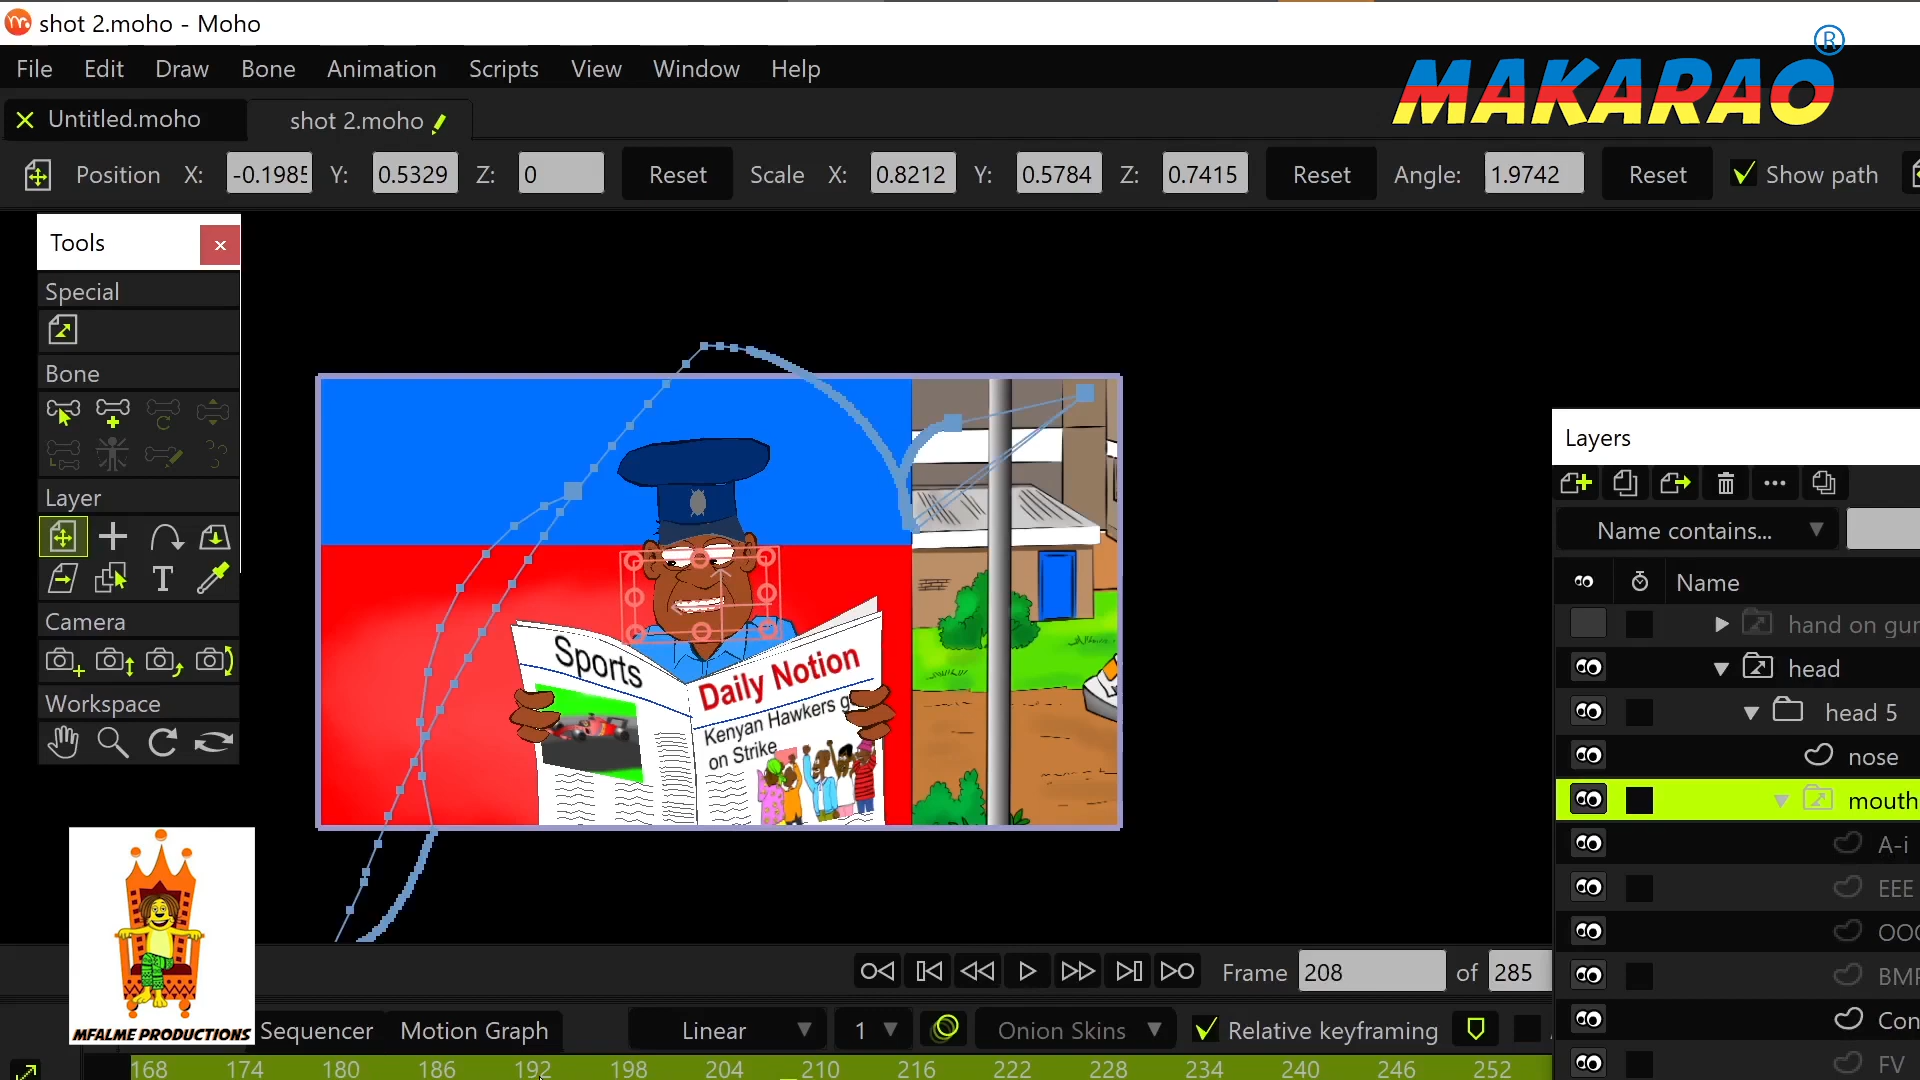 shot 2.moho - Moho
File Edit Draw Bone Animation Scripts View Window Help
MAKARAO ®
Untitled.moho shot 2.moho
Position X: -0.1985 Y: 0.5329 Z: 0 Reset Scale X: 0.8212 Y: 0.5784 Z: 0.7415 Reset Angle: 1.9742 Reset Show path
Tools
Special
Bone
Layer
Camera
Workspace
Sports
Daily Notion
Kenyan Hawkers g
on Strike
Layers
Name contains...
Name
hand on gun
head
head 5
nose
mouth
A-i
EEE
OOO
BMP
Con
FV
MFALME PRODUCTIONS
Frame 208 of 285
Sequencer Motion Graph Linear 1 Onion Skins Relative keyframing
168 174 180 186 192 198 204 210 216 222 228 234 240 246 252